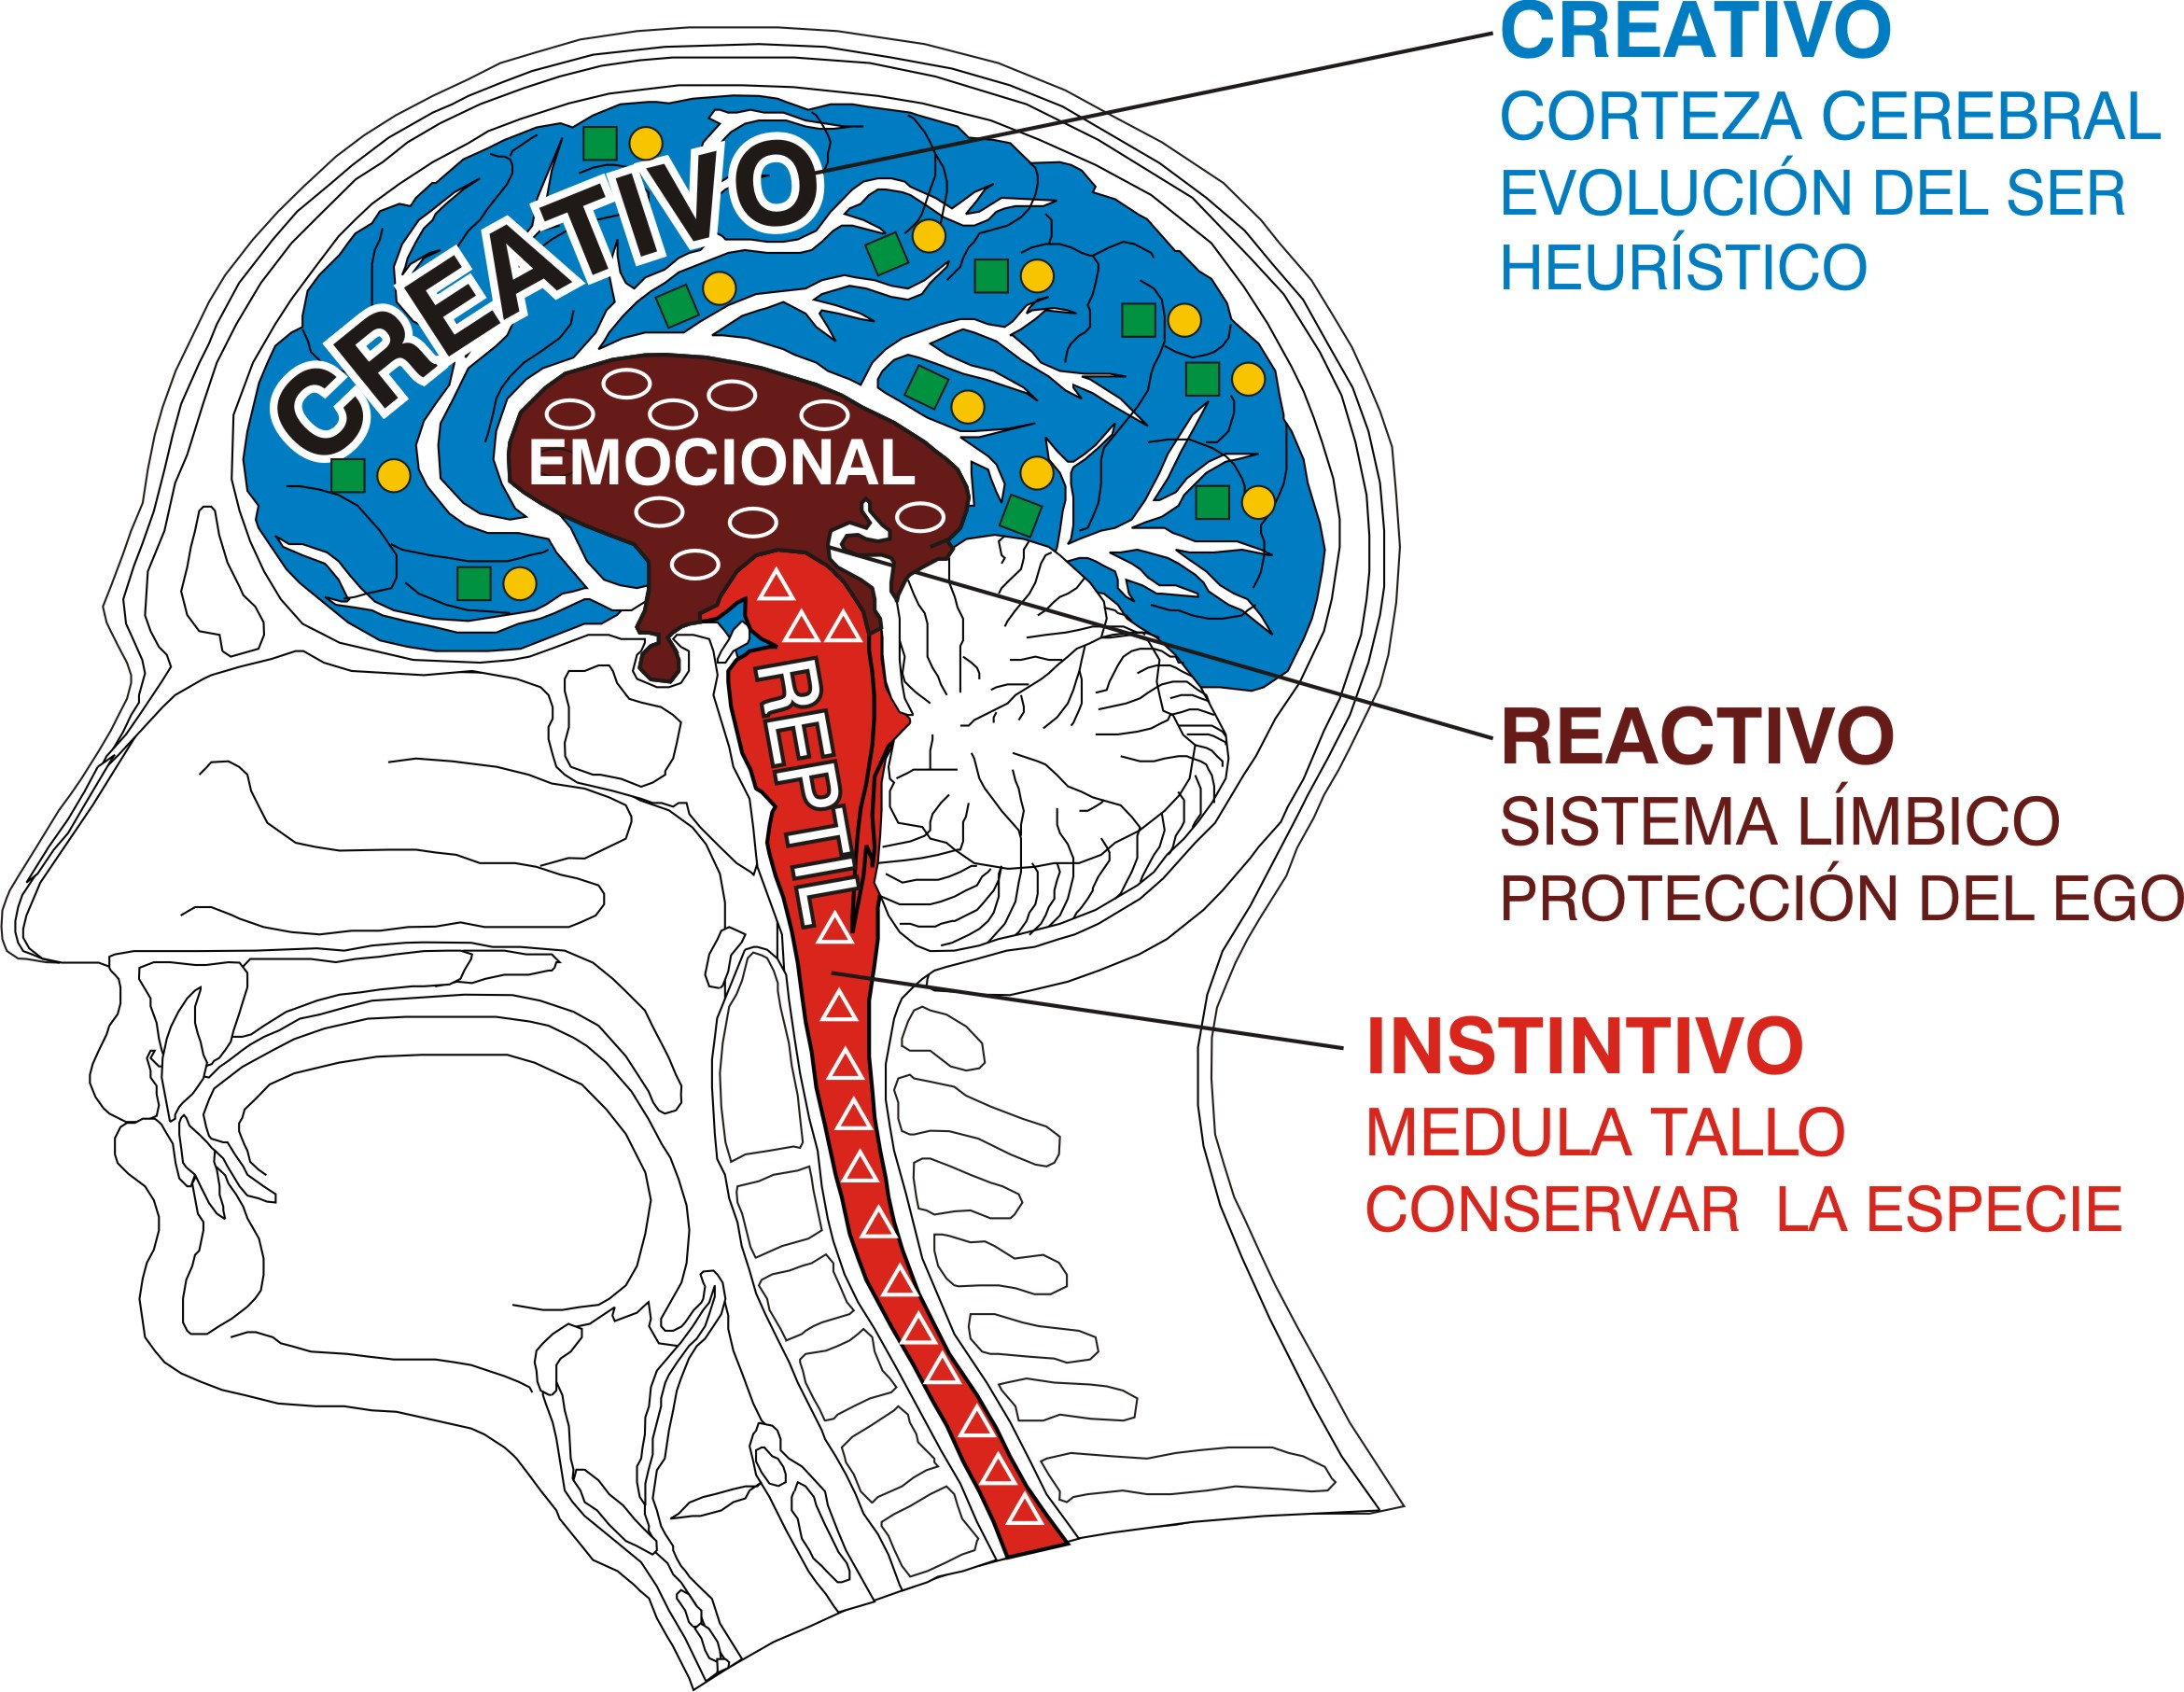 CREATIVO
CORTEZA CEREBRAL
EVOLUCIÓN DEL SER
HEURÍSTICO
CREATIVO
EMOCIONAL
REPTIL
REACTIVO
SISTEMA LÍMBICO
PROTECCIÓN DEL EGO
INSTINTIVO
MEDULA TALLO
CONSERVAR LA ESPECIE